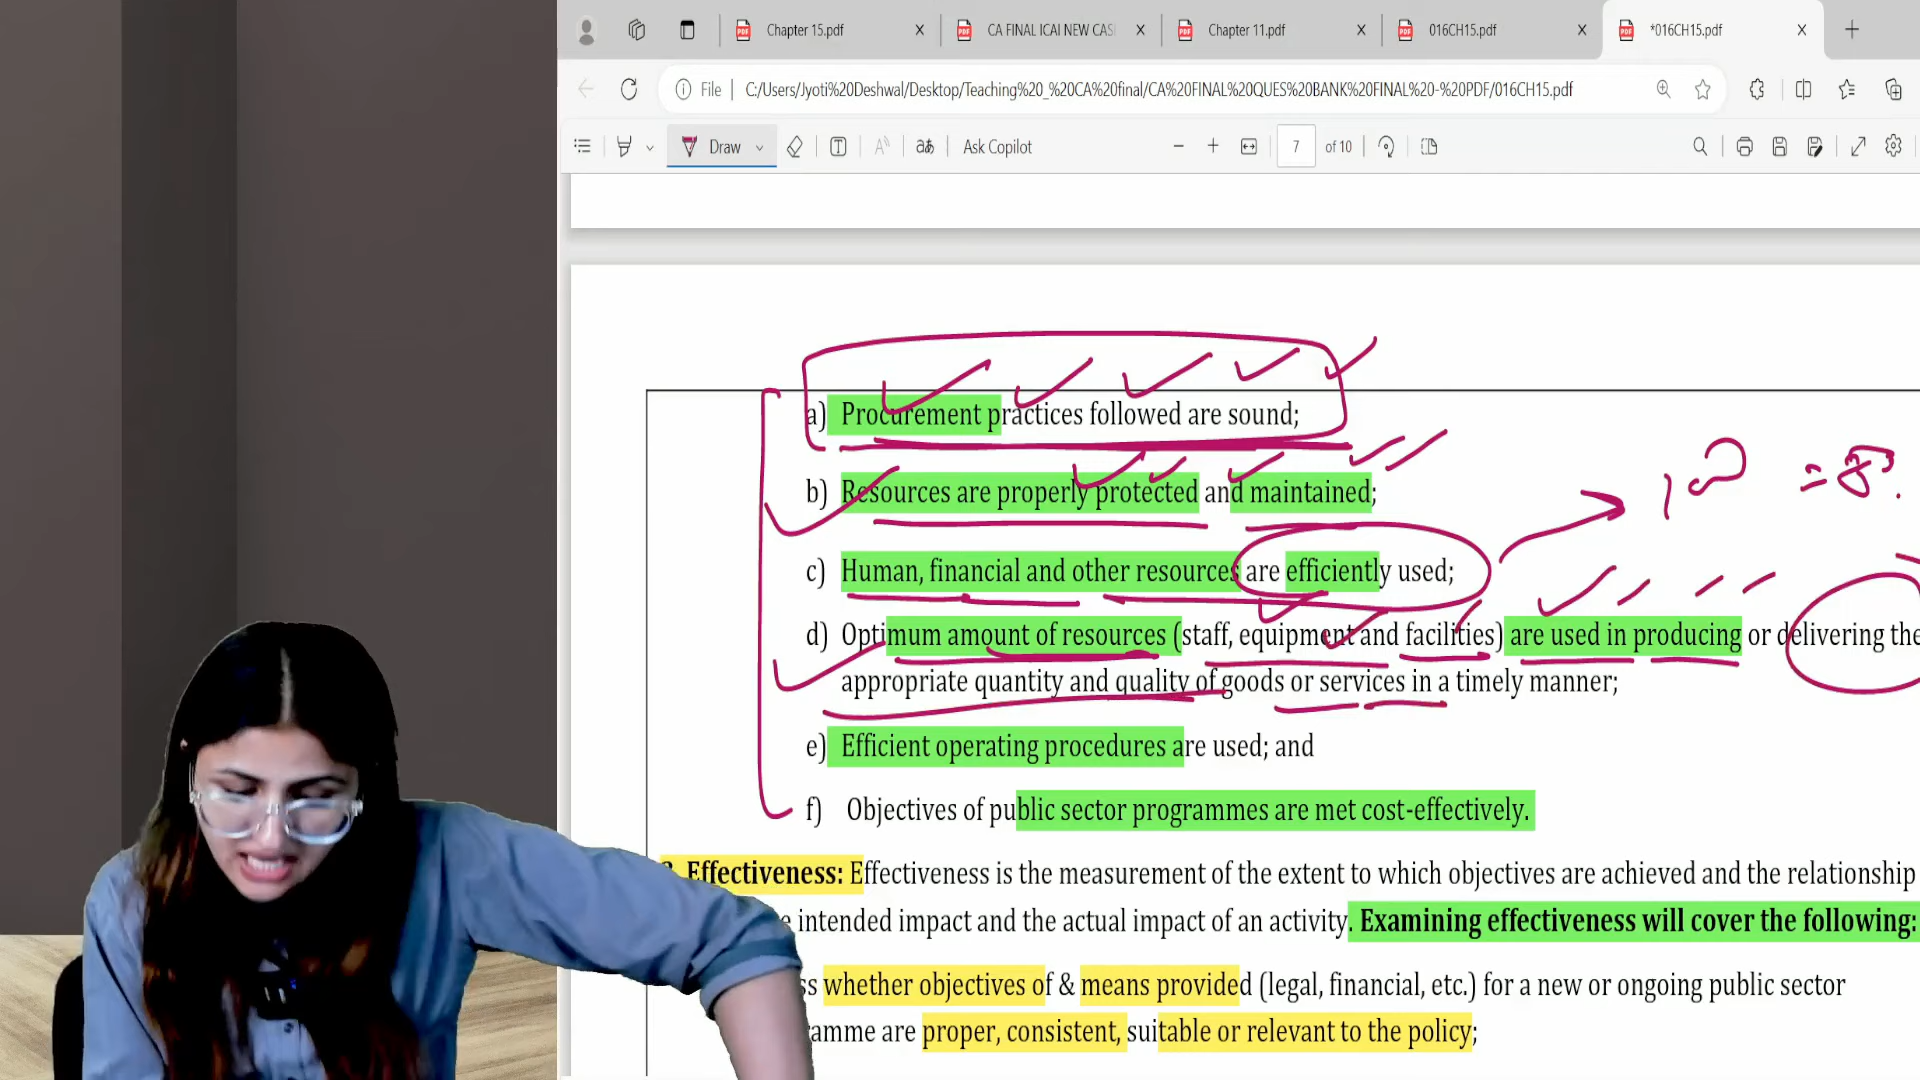 Chapter 15.pdf
CA FINAL ICAI NEW CAS
Chapter 11.pdf
016CH15.pdf
*016CH15.pdf
File C:/Users/Jyoti%20Deshwal/Desktop/Teaching%20_%20CA%20final/CA%20FINAL%20QUES%20BANK%20FINAL%20-%20PDF/016CH15.pdf
Draw Ask Copilot 7 of 10
a) Procurement practices followed are sound;
b) Resources are properly protected and maintained;
c) Human, financial and other resources are efficiently used;
d) Optimum amount of resources (staff, equipment and facilities) are used in producing or delivering the
appropriate quantity and quality of goods or services in a timely manner;
e) Efficient operating procedures are used; and
f) Objectives of public sector programmes are met cost-effectively.
Effectiveness: Effectiveness is the measurement of the extent to which objectives are achieved and the relationship
intended impact and the actual impact of an activity. Examining effectiveness will cover the following:
whether objectives of & means provided (legal, financial, etc.) for a new or ongoing public sector
are proper, consistent, suitable or relevant to the policy;